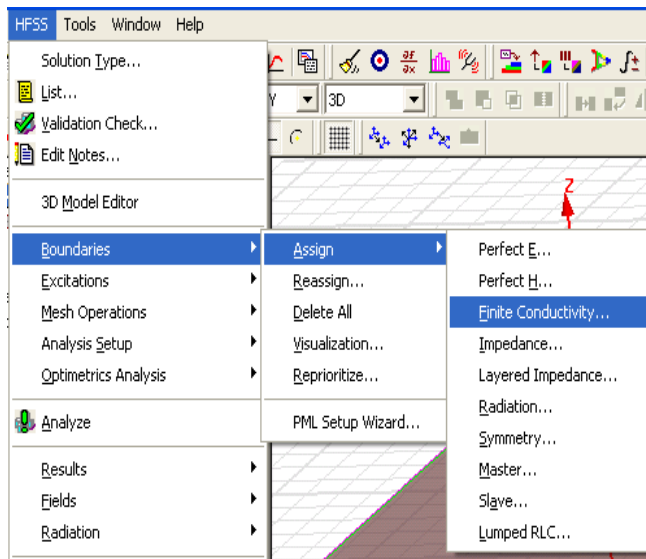 HFSS Tools Window Help
Solution Type...
List...
Validation Check...
Edit Notes...
3D Model Editor
Boundaries
Excitations
Mesh Operations
Analysis Setup
Optimetrics Analysis
Analyze
Results
Fields
Radiation
Assign
Reassign...
Delete All
Visualization...
Reprioritize...
PML Setup Wizard...
Perfect E...
Perfect H...
Finite Conductivity...
Impedance...
Layered Impedance...
Radiation...
Symmetry...
Master...
Slave...
Lumped RLC...
3D
Z